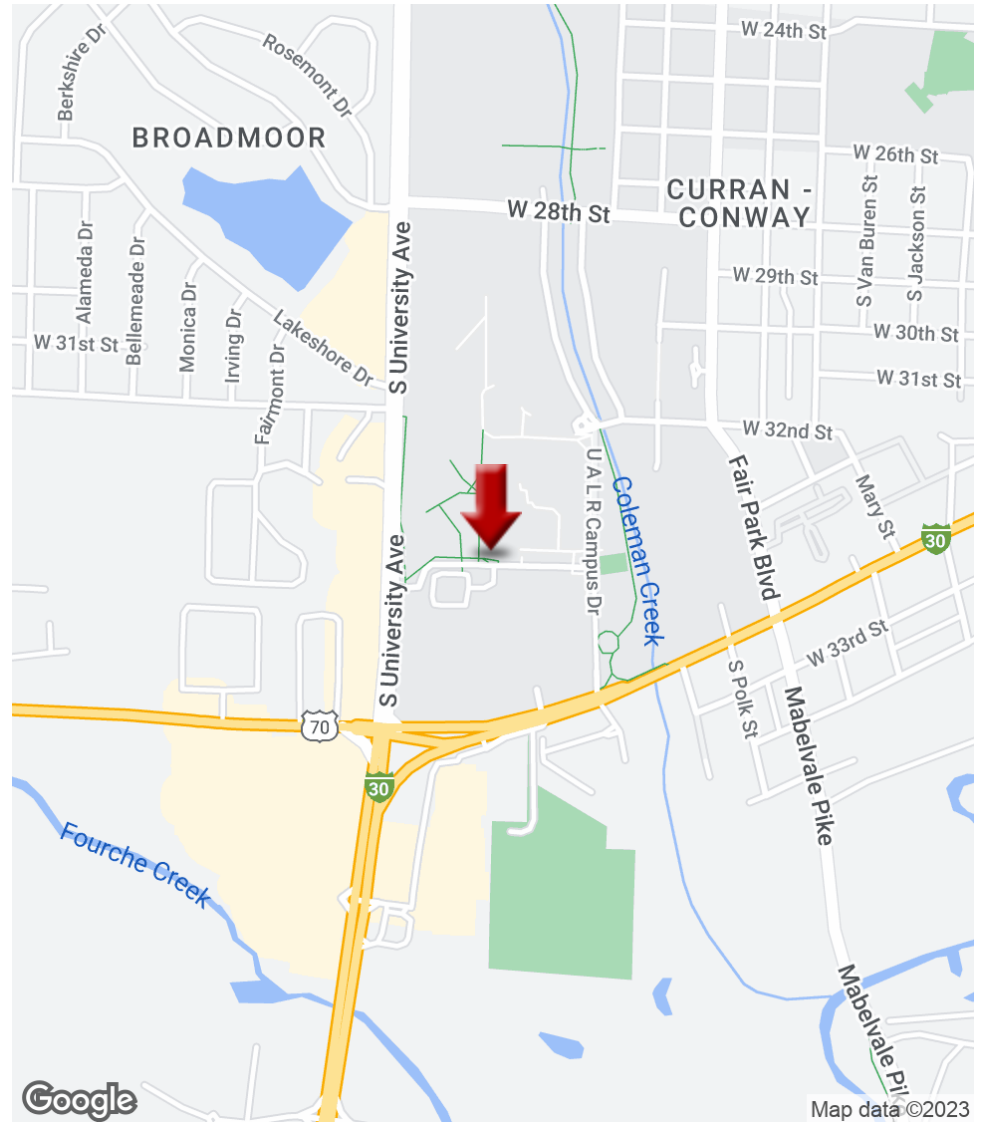 W 24th St
Berkshire Dr
Rosemont Dr
BROADMOOR
W 26th St
CURRAN -
CONWAY
W 28th St
S Van Buren St
S Jackson St
Alameda Dr
Bellemeade Dr
S University Ave
W 29th St
Monica Dr
Irving Dr
Lakeshore Dr
W 30th St
W 31st St
Fairmont Dr
W 31st St
W 32nd St
U A L R Campus Dr
Coleman Creek
Fair Park Blvd
Mary St
30
S University Ave
W 33rd St
S Polk St
70
Mabelvale Pike
30
Fourche Creek
Mabelvale Pik
Google
Map data ©2023